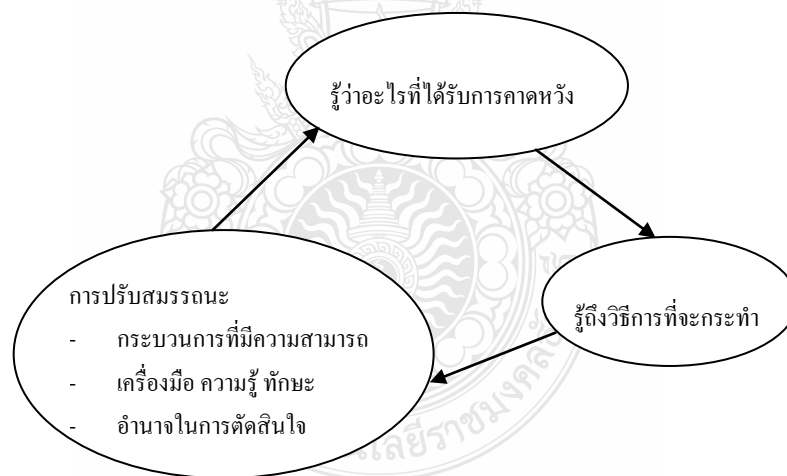 รู้ว่าอะไรที่ได้รับการคาดหวัง
รู้ถึงวิธีการที่จะกระทำ
การปรับสมรรถนะ
- กระบวนการที่มีความสามารถ
- เครื่องมือ ความรู้ ทักษะ
- อำนาจในการตัดสินใจ